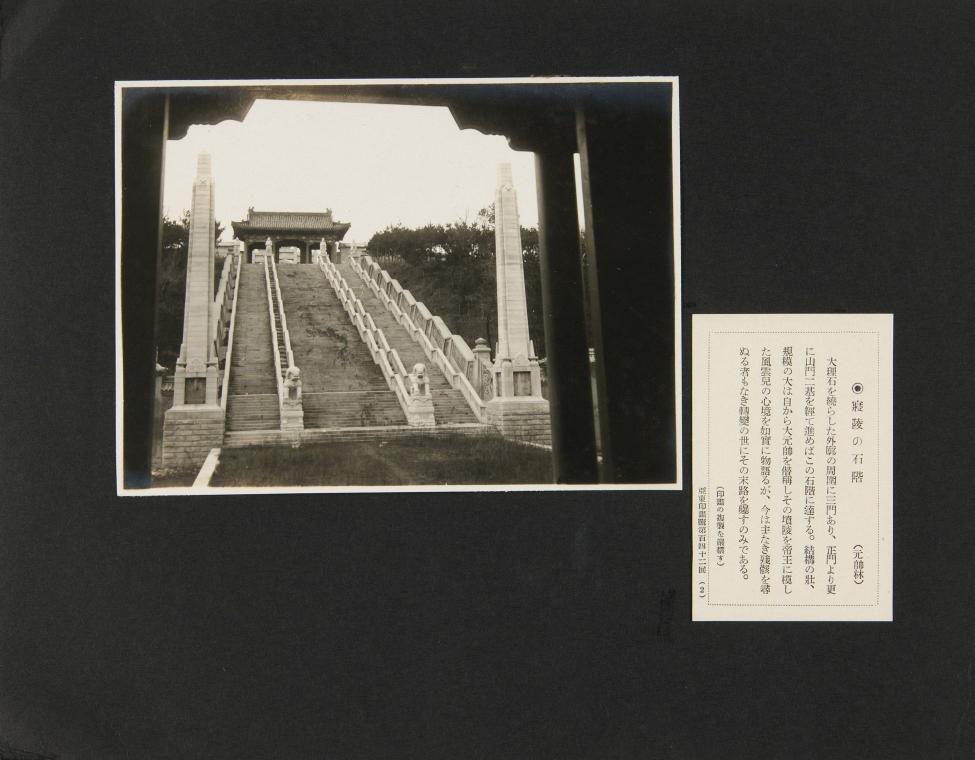 ◉寢陵の石階 (元帥林)
大理石を繞らした外廓の周圍に三門あり、正門より更
に山門二基を經て進めばこの石階に達する。結構の壯、
規模の大は自から大元帥を僭稱しその墳陵を帝王に模し
た風雲兒の心境を如實に物語るが、今は主なき殘骸を尋
ぬる者もなき轉變の世にその末路を曝すのみである。
(印畫の複製を嚴禁す)
亞東印畫輯第百四十二回 (2)